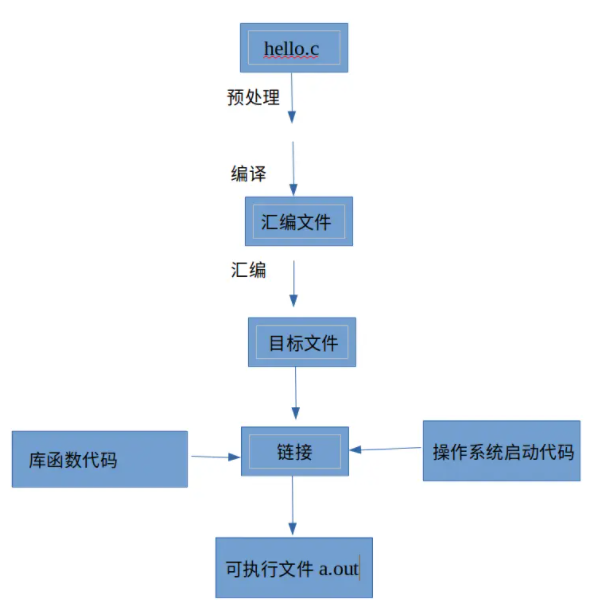 hello.c
预处理
编译
汇编文件
汇编
目标文件
库函数代码
链接
操作系统启动代码
可执行文件 a.out